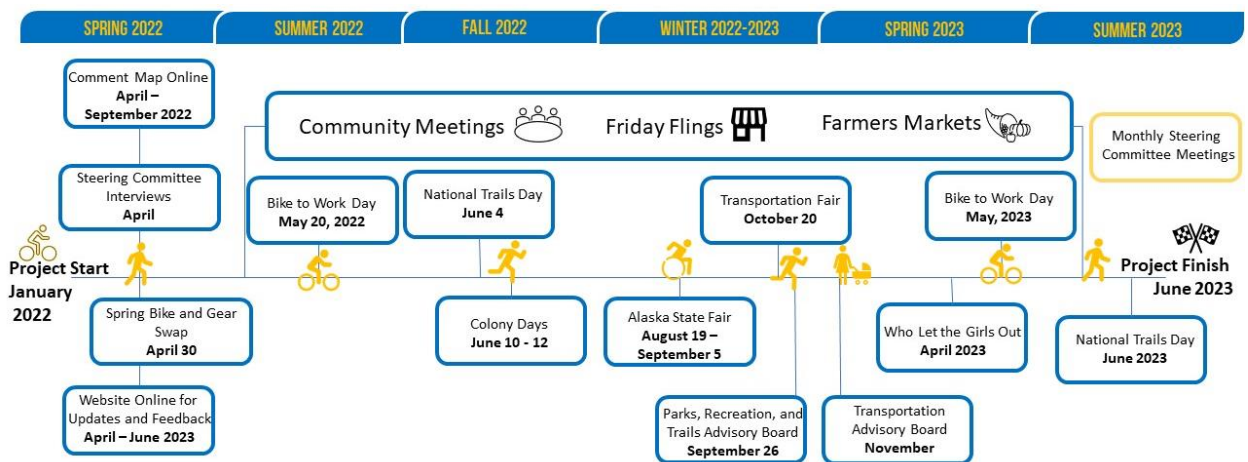 SPRING 2022
SUMMER 2022
FALL 2022
WINTER 2022-2023
SPRING 2023
SUMMER 2023
Comment Map Online
April –
September 2022
Community Meetings
Friday Flings
Farmers Markets
Monthly Steering
Committee Meetings
Steering Committee
Interviews
April
Bike to Work Day
May 20, 2022
National Trails Day
June 4
Transportation Fair
October 20
Bike to Work Day
May, 2023
Project Start
January
2022
Project Finish
June 2023
Spring Bike and Gear
Swap
April 30
Colony Days
June 10 - 12
Alaska State Fair
August 19 –
September 5
Who Let the Girls Out
April 2023
National Trails Day
June 2023
Website Online for
Updates and Feedback
April – June 2023
Parks, Recreation, and
Trails Advisory Board
September 26
Transportation
Advisory Board
November